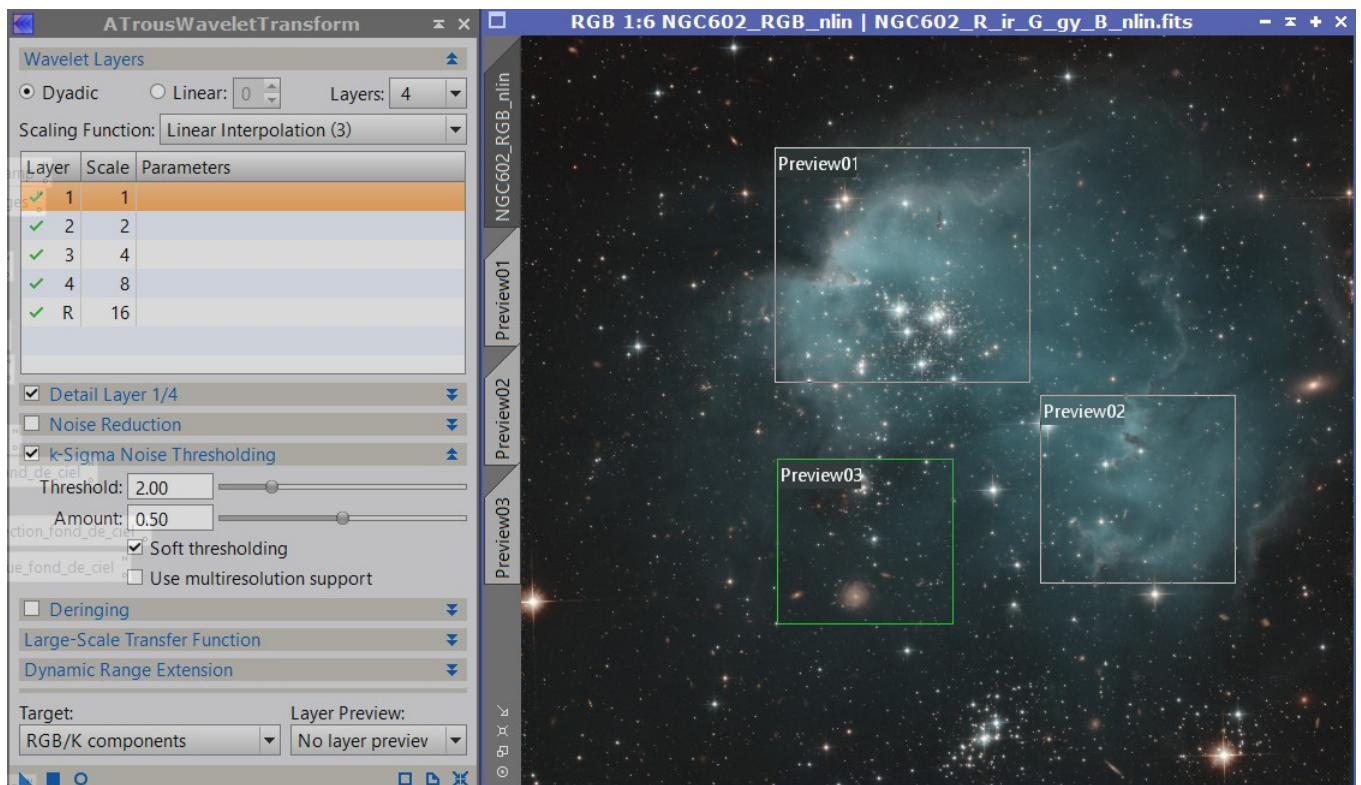 ATrousWaveletTransform
Wavelet Layers
Dyadic Linear: 0 Layers: 4
Scaling Function: Linear Interpolation (3)
Layer Scale Parameters
1 1
2 2
3 4
4 8
R 16
Detail Layer 1/4
Noise Reduction
k-Sigma Noise Thresholding
Threshold: 2.00
Amount: 0.50
Soft thresholding
Use multiresolution support
Deringing
Large-Scale Transfer Function
Dynamic Range Extension
Target: Layer Preview:
RGB/K components No layer previev
RGB 1:6 NGC602_RGB_nlin | NGC602_R_ir_G_gy_B_nlin.fits
NGC602_RGB_nlin
Preview01
Preview02
Preview03
Preview01
Preview02
Preview03